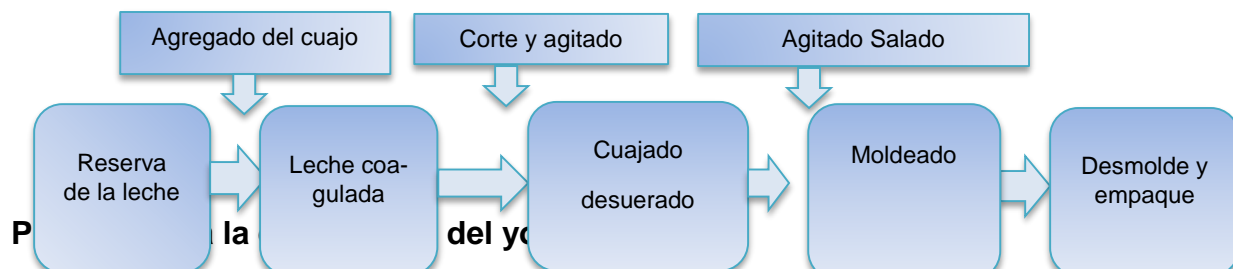 Agregado del cuajo
Corte y agitado
Agitado Salado
Reserva
de la leche
Leche coa-
gulada
Cuajado
desuerado
Moldeado
Desmolde y
empaque
la
del